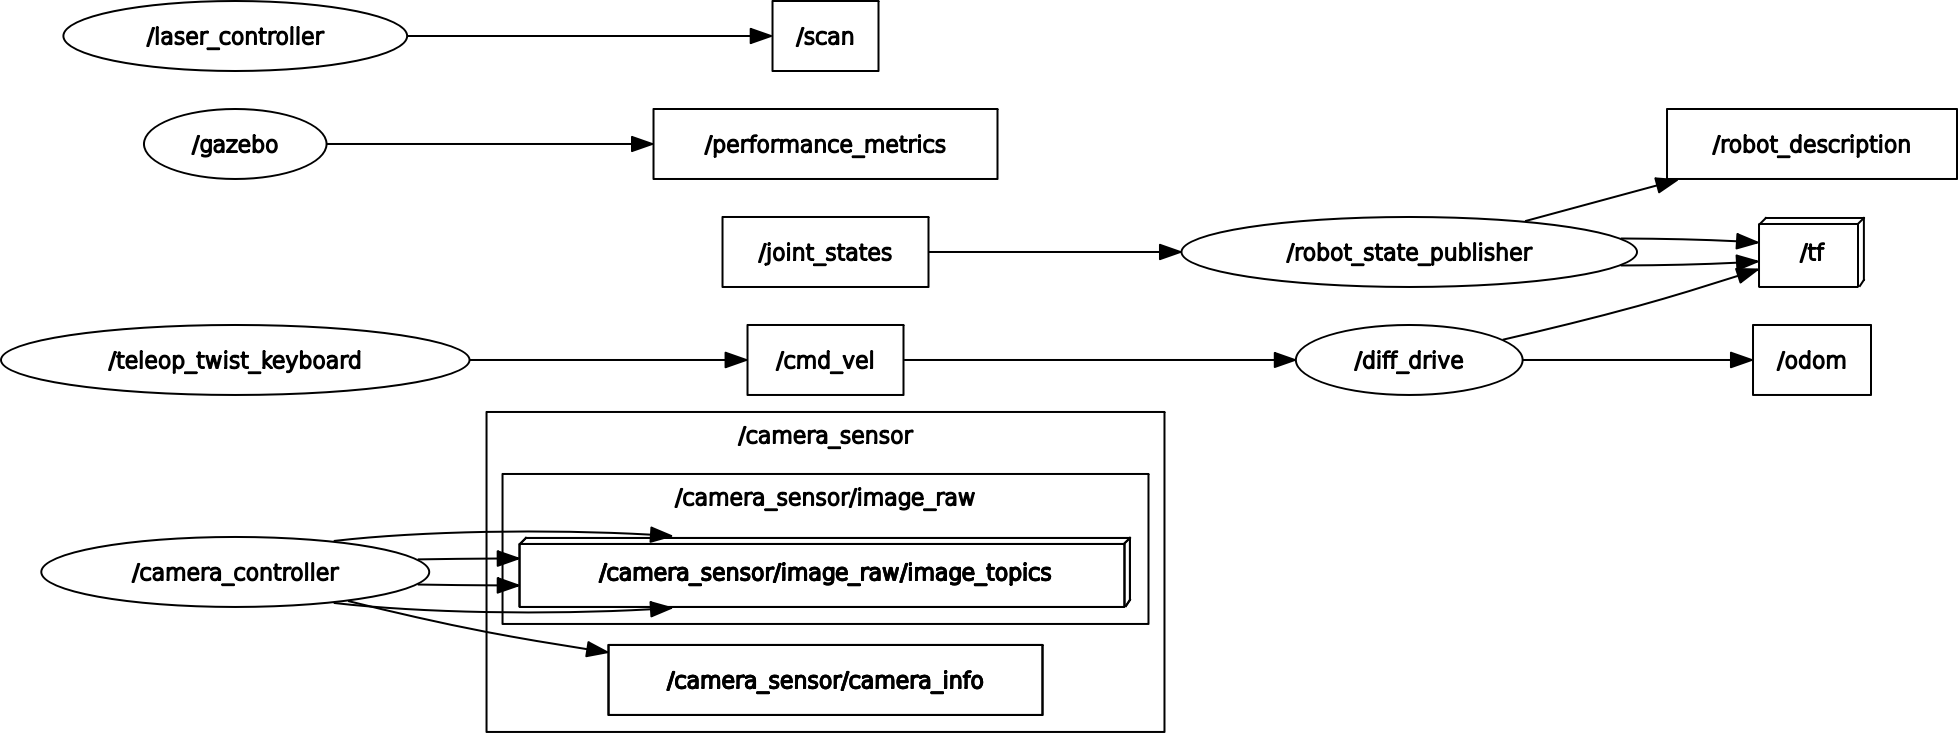 /laser_controller
/scan
/gazebo
/performance_metrics
/robot_description
/joint_states
/robot_state_publisher
/tf
/teleop_twist_keyboard
/cmd_vel
/diff_drive
/odom
/camera_sensor
/camera_sensor/image_raw
/camera_controller
/camera_sensor/image_raw/image_topics
/camera_sensor/camera_info